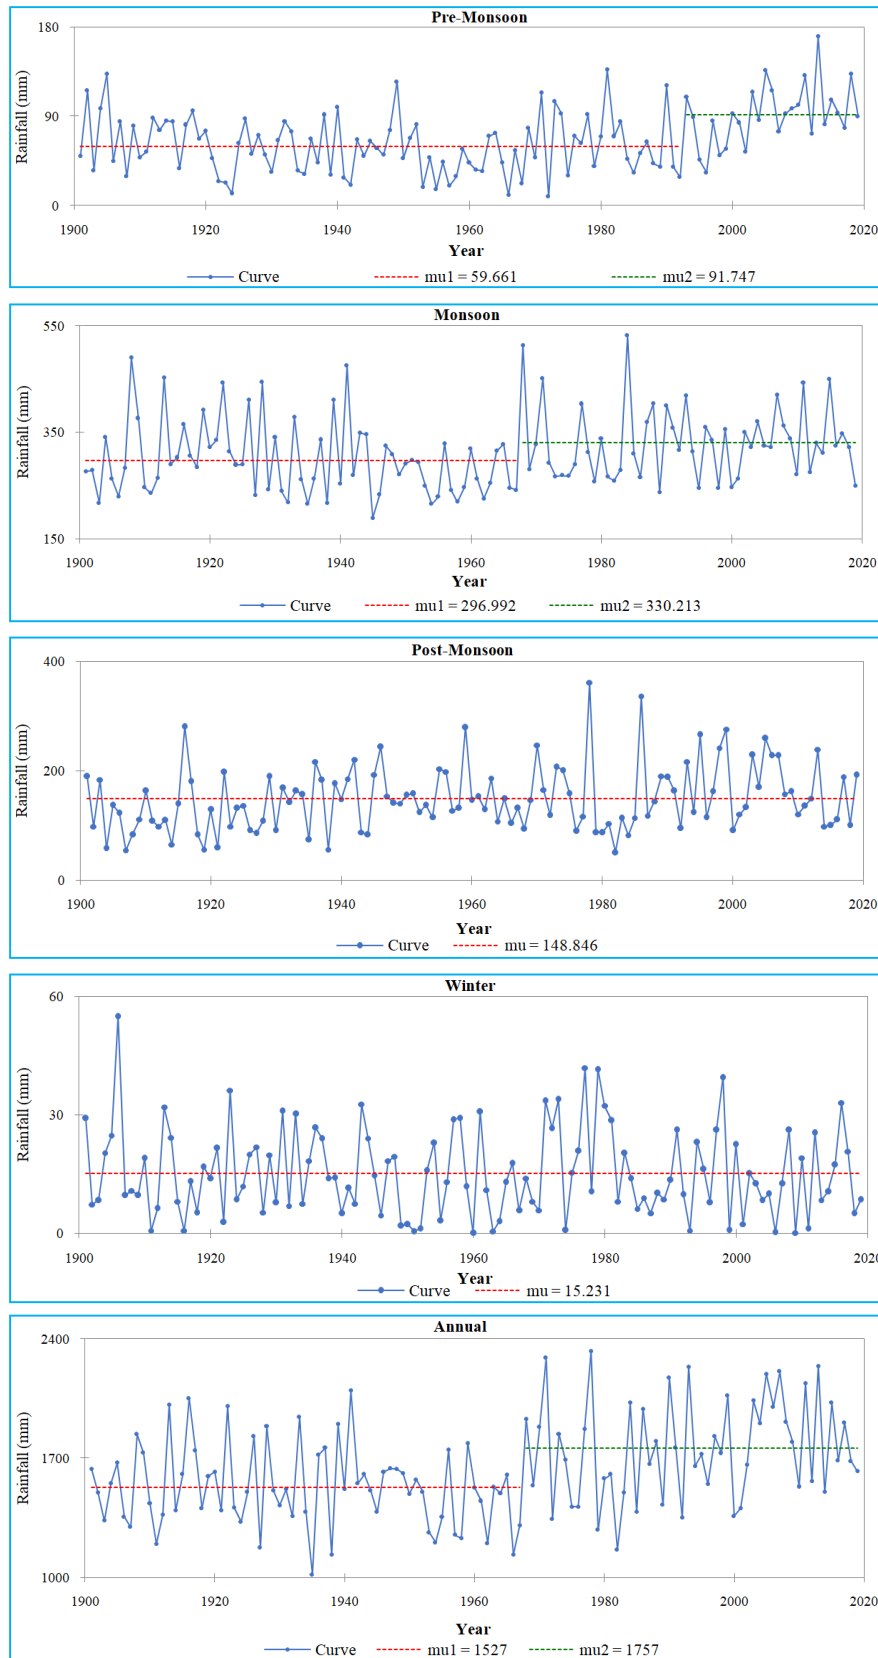 Pre-Monsoon
180
90
0
Rainfall (mm)
1900 1920 1940 1960 1980 2000 2020
Year
Curve mu1 = 59.661 mu2 = 91.747
Monsoon
550
350
150
Rainfall (mm)
1900 1920 1940 1960 1980 2000 2020
Year
Curve mu1 = 296.992 mu2 = 330.213
Post-Monsoon
400
200
0
Rainfall (mm)
1900 1920 1940 1960 1980 2000 2020
Year
Curve mu = 148.846
Winter
60
30
0
Rainfall (mm)
1900 1920 1940 1960 1980 2000 2020
Year
Curve mu = 15.231
Annual
2400
1700
1000
Rainfall (mm)
1900 1920 1940 1960 1980 2000 2020
Year
Curve mu1 = 1527 mu2 = 1757